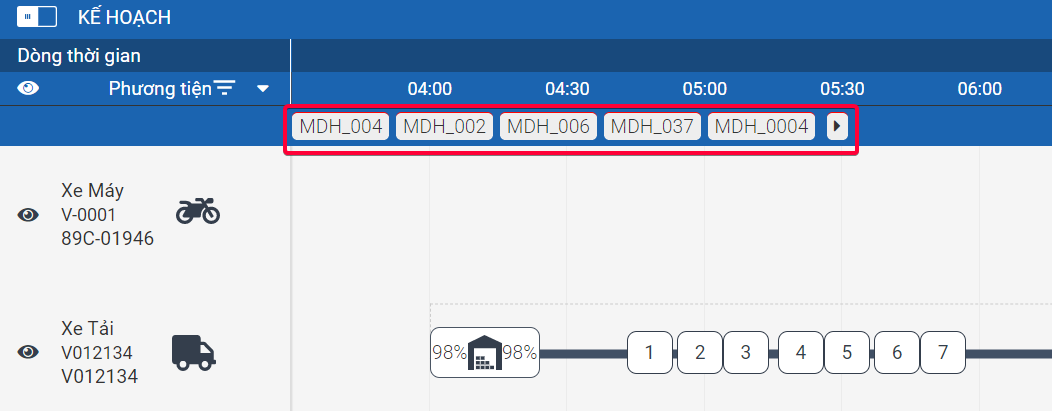 KẾ HOẠCH
Dòng thời gian
Phương tiện 04:00 04:30 05:00 05:30 06:00
MDH_004 MDH_002 MDH_006 MDH_037 MDH_0004
Xe Máy
V-0001
89C-01946
Xe Tải
V012134
V012134
98% 98% 1 2 3 4 5 6 7